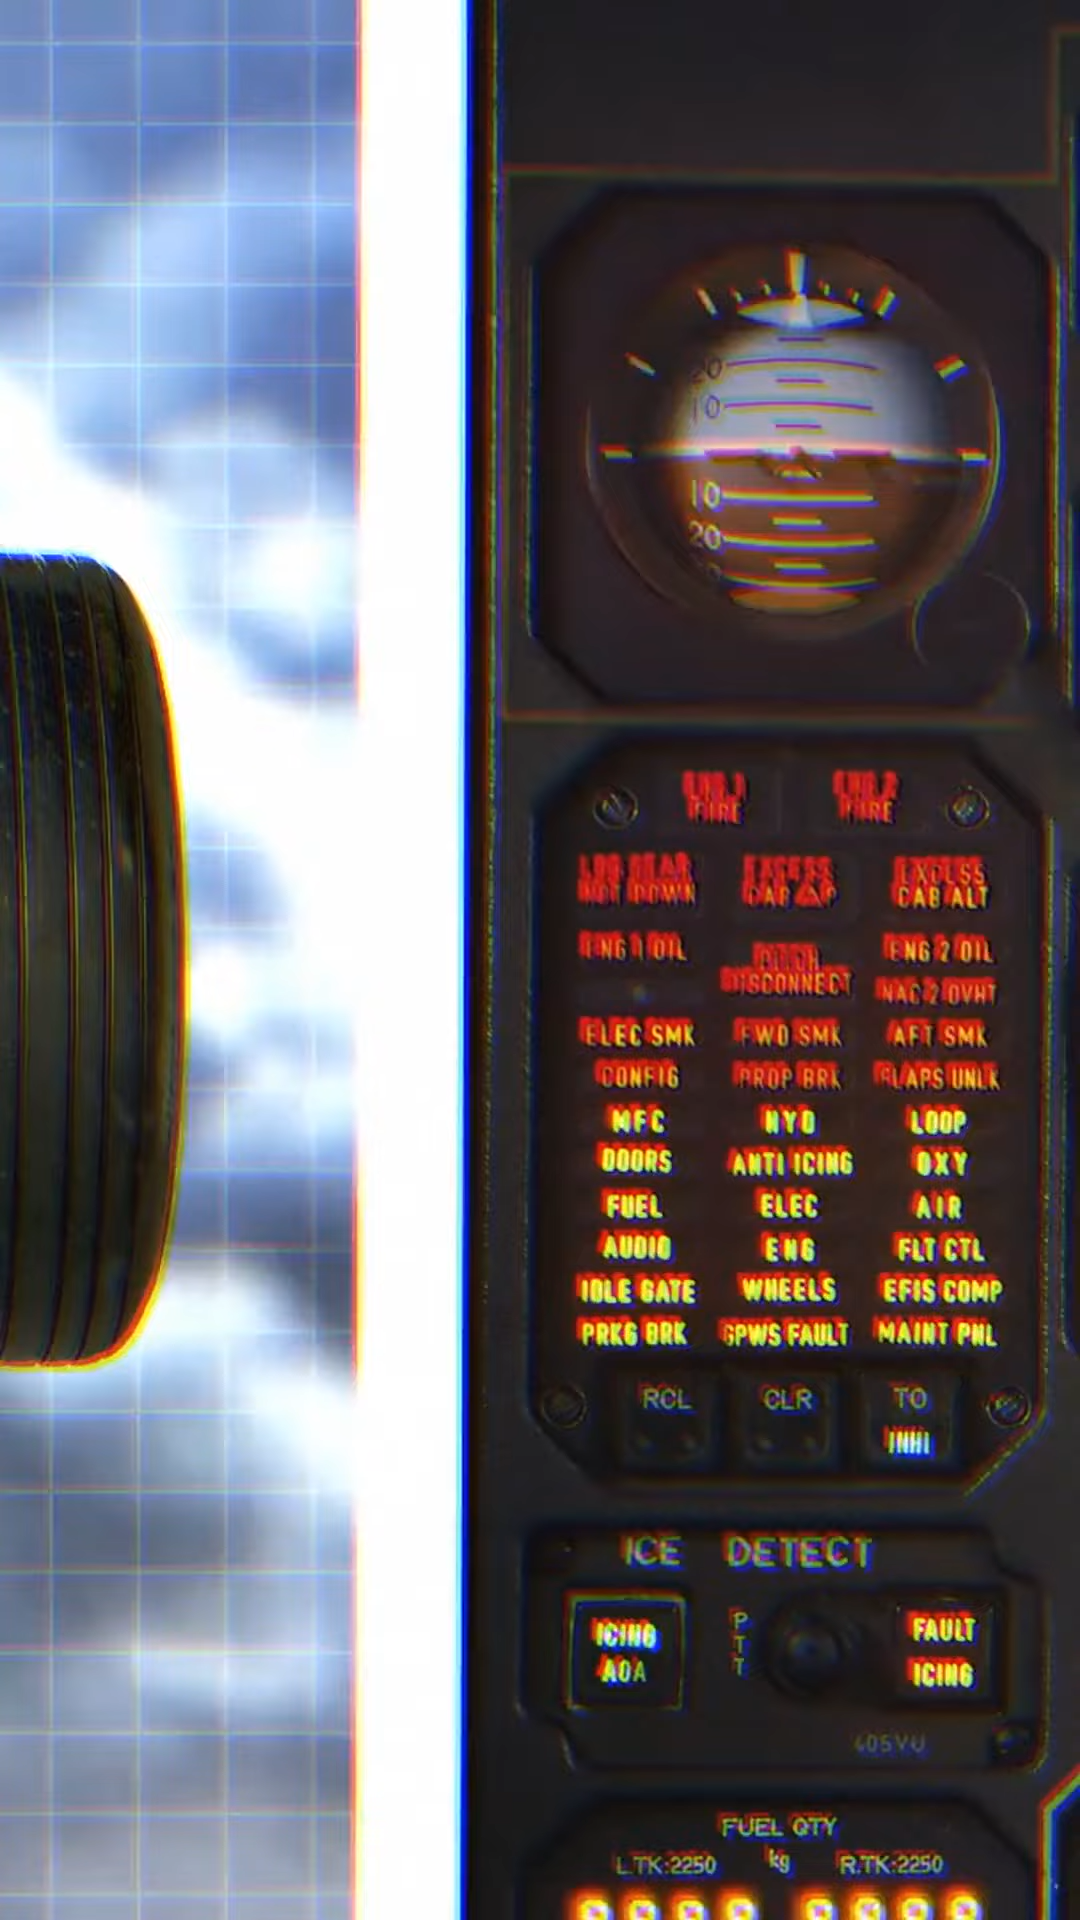 20
10
10
20
ENG 1 FIRE
ENG 2 FIRE
LDG GEAR NOT DOWN
EXCESS CAB Δ P
EXCESS CAB ALT
ENG 1 OIL
PITCH DISCONNECT
ENG 2 OIL
NAC 2 OVHT
ELEC SMK
FWD SMK
AFT SMK
CONFIG
PROP BRK
FLAPS UNLK
MFC
HYD
LOOP
DOORS
ANTI ICING
OXY
FUEL
ELEC
AIR
AUDIO
ENG
FLT CTL
IDLE GATE
WHEELS
EFIS COMP
PRKG BRK
GPWS FAULT
MAINT PNL
RCL
CLR
TO
INHI
ICE DETECT
ICING
AOA
PTT
FAULT
ICING
405VU
FUEL QTY
L.TK:2250
kg
R.TK:2250